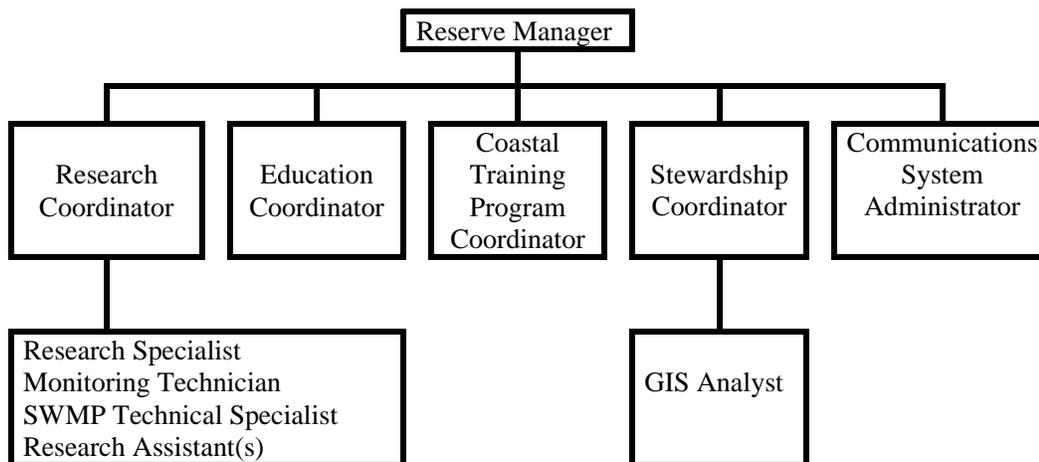 Reserve Manager
Research
Coordinator
Education
Coordinator
Coastal
Training
Program
Coordinator
Stewardship
Coordinator
Communications
System
Administrator
Research Specialist
Monitoring Technician
SWMP Technical Specialist
Research Assistant(s)
GIS Analyst